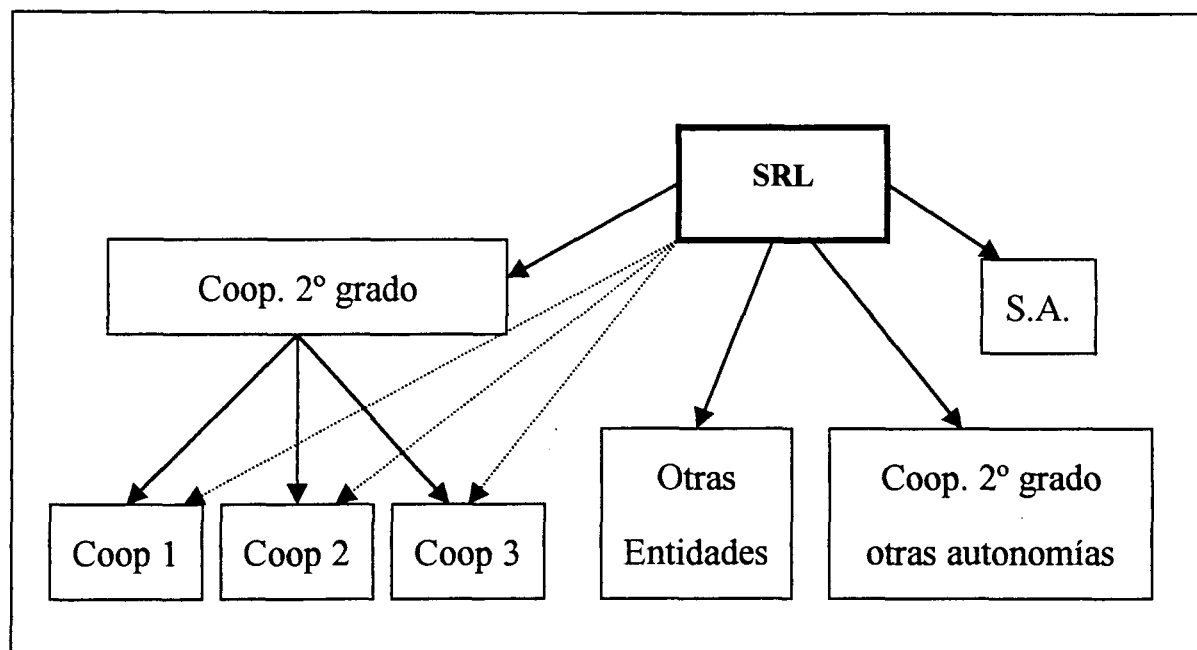 SRL
Coop. 2º grado
S.A.
Otras
Entidades
Coop. 2º grado
otras autonomías
Coop 1
Coop 2
Coop 3